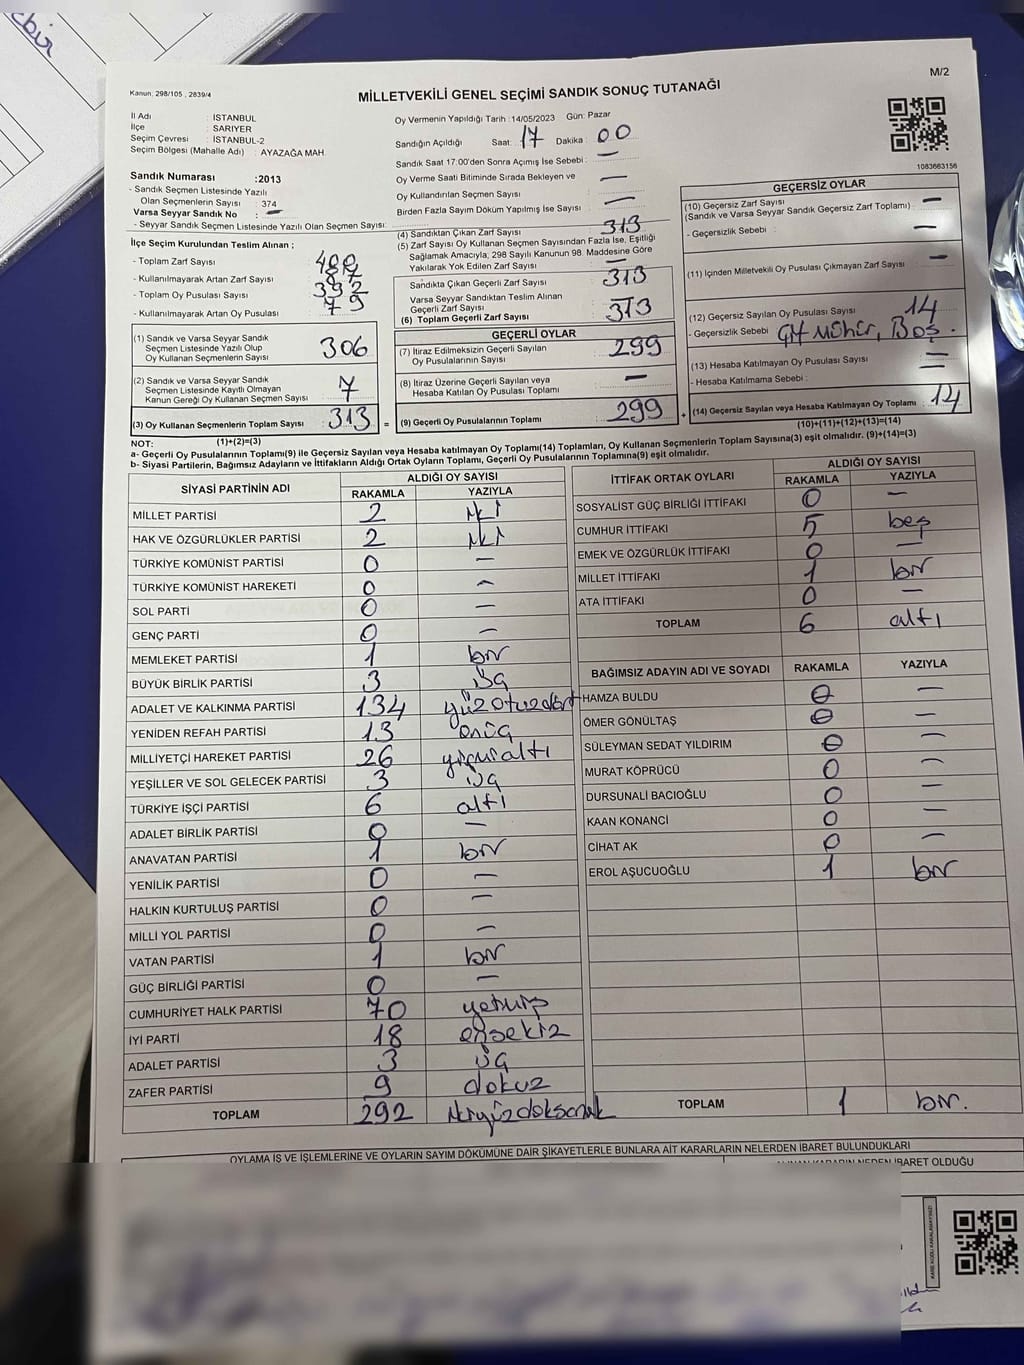 M/2
Kanun; 298/105 , 2839/4
MİLLETVEKİLİ GENEL SEÇİMİ SANDIK SONUÇ TUTANAĞI
İl Adı : İSTANBUL
İlçe : SARIYER
Seçim Çevresi : İSTANBUL-2
Seçim Bölgesi (Mahalle Adı) : AYAZAĞA MAH.
Oy Vermenin Yapıldığı Tarih :14/05/2023 Gün: Pazar
Sandığın Açıldığı Saat: 17 Dakika : 00
Sandık Saat 17:00'den Sonra Açılmış İse Sebebi : —
Oy Verme Saati Bitiminde Sırada Bekleyen ve
Oy Kullandırılan Seçmen Sayısı —
Birden Fazla Sayım Döküm Yapılmış İse Sayısı : —
1083663156
Sandık Numarası :2013
- Sandık Seçmen Listesinde Yazılı
Olan Seçmenlerin Sayısı : 374
Varsa Seyyar Sandık No : —
- Seyyar Sandık Seçmen Listesinde Yazılı Olan Seçmen Sayısı:
İlçe Seçim Kurulundan Teslim Alınan ;
- Toplam Zarf Sayısı :
- Kullanılmayarak Artan Zarf Sayısı :
- Toplam Oy Pusulası Sayısı : 392
- Kullanılmayarak Artan Oy Pusulası : 79
(1) Sandık ve Varsa Seyyar Sandık
Seçmen Listesinde Yazılı Olup
Oy Kullanan Seçmenlerin Sayısı 306
(2) Sandık ve Varsa Seyyar Sandık
Seçmen Listesinde Kayıtlı Olmayan
Kanun Gereği Oy Kullanan Seçmen Sayısı 7
(3) Oy Kullanan Seçmenlerin Toplam Sayısı 313 =
(1)+(2)=(3)
(4) Sandıktan Çıkan Zarf Sayısı : 313
(5) Zarf Sayısı Oy Kullanan Seçmen Sayısından Fazla İse, Eşitliği
Sağlamak Amacıyla, 298 Sayılı Kanunun 98. Maddesine Göre
Yakılarak Yok Edilen Zarf Sayısı : —
Sandıkta Çıkan Geçerli Zarf Sayısı : 313
Varsa Seyyar Sandıktan Teslim Alınan
Geçerli Zarf Sayısı
(6) Toplam Geçerli Zarf Sayısı : 313
GEÇERLİ OYLAR
(7) İtiraz Edilmeksizin Geçerli Sayılan
Oy Pusulalarının Sayısı: 299
(8) İtiraz Üzerine Geçerli Sayılan veya
Hesaba Katılan Oy Pusulası Toplamı —
(9) Geçerli Oy Pusulalarının Toplamı 299 +
GEÇERSİZ OYLAR
(10) Geçersiz Zarf Sayısı —
(Sandık ve Varsa Seyyar Sandık Geçersiz Zarf Toplamı) :
- Geçersizlik Sebebi : —
(11) İçinden Milletvekili Oy Pusulası Çıkmayan Zarf Sayısı : —
(12) Geçersiz Sayılan Oy Pusulası Sayısı : 14
- Geçersizlik Sebebi : Çift Mühür, Boş.
(13) Hesaba Katılmayan Oy Pusulası Sayısı —
- Hesaba Katılmama Sebebi : —
(14) Geçersiz Sayılan veya Hesaba Katılmayan Oy Toplamı 14
(10)+(11)+(12)+(13)=(14)
NOT:
a- Geçerli Oy Pusulalarının Toplamı(9) ile Geçersiz Sayılan veya Hesaba katılmayan Oy Toplamı(14) Toplamları, Oy Kullanan Seçmenlerin Toplam Sayısına(3) eşit olmalıdır. (9)+(14)=(3)
b- Siyasi Partilerin, Bağımsız Adayların ve İttifakların Aldığı Ortak Oyların Toplamı, Geçerli Oy Pusulalarının Toplamına(9) eşit olmalıdır.
SİYASİ PARTİNİN ADI ALDIĞI OY SAYISI
RAKAMLA YAZIYLA
MİLLET PARTİSİ 2 iki
HAK VE ÖZGÜRLÜKLER PARTİSİ 2 iki
TÜRKİYE KOMÜNİST PARTİSİ 0 —
TÜRKİYE KOMÜNİST HAREKETİ 0 —
SOL PARTİ 0 —
GENÇ PARTİ 0 —
MEMLEKET PARTİSİ 1 bir
BÜYÜK BİRLİK PARTİSİ 3 üç
ADALET VE KALKINMA PARTİSİ 134 yüzotuzdört
YENİDEN REFAH PARTİSİ 13 onüç
MİLLİYETÇİ HAREKET PARTİSİ 26 yirmialtı
YEŞİLLER VE SOL GELECEK PARTİSİ 3 üç
TÜRKİYE İŞÇİ PARTİSİ 6 altı
ADALET BİRLİK PARTİSİ 0 —
ANAVATAN PARTİSİ 1 bir
YENİLİK PARTİSİ 0 —
HALKIN KURTULUŞ PARTİSİ 0 —
MİLLİ YOL PARTİSİ 0 —
VATAN PARTİSİ 1 bir
GÜÇ BİRLİĞİ PARTİSİ 0 —
CUMHURİYET HALK PARTİSİ 70 yetmiş
İYİ PARTİ 18 onsekiz
ADALET PARTİSİ 3 üç
ZAFER PARTİSİ 9 dokuz
TOPLAM 292
İTTİFAK ORTAK OYLARI ALDIĞI OY SAYISI
RAKAMLA YAZIYLA
SOSYALİST GÜÇ BİRLİĞİ İTTİFAKI 0 —
CUMHUR İTTİFAKI 5 beş
EMEK VE ÖZGÜRLÜK İTTİFAKI 0 —
MİLLET İTTİFAKI 1 bir
ATA İTTİFAKI 0 —
TOPLAM 6 altı
BAĞIMSIZ ADAYIN ADI VE SOYADI RAKAMLA YAZIYLA
HAMZA BULDU 0 —
ÖMER GÖNÜLTAŞ 0 —
SÜLEYMAN SEDAT YILDIRIM 0 —
MURAT KÖPRÜCÜ 0 —
DURSUNALİ BACIOĞLU 0 —
KAAN KONANCİ 0 —
CİHAT AK 0 —
EROL AŞUCUOĞLU 1 bir
TOPLAM 1 bir.
OYLAMA İŞ VE İŞLEMLERİNE VE OYLARIN SAYIM DÖKÜMÜNE DAİR ŞİKAYETLERLE BUNLARA AİT KARARLARIN NELERDEN İBARET BULUNDUKLARI
NEDEN İBARET OLDUĞU